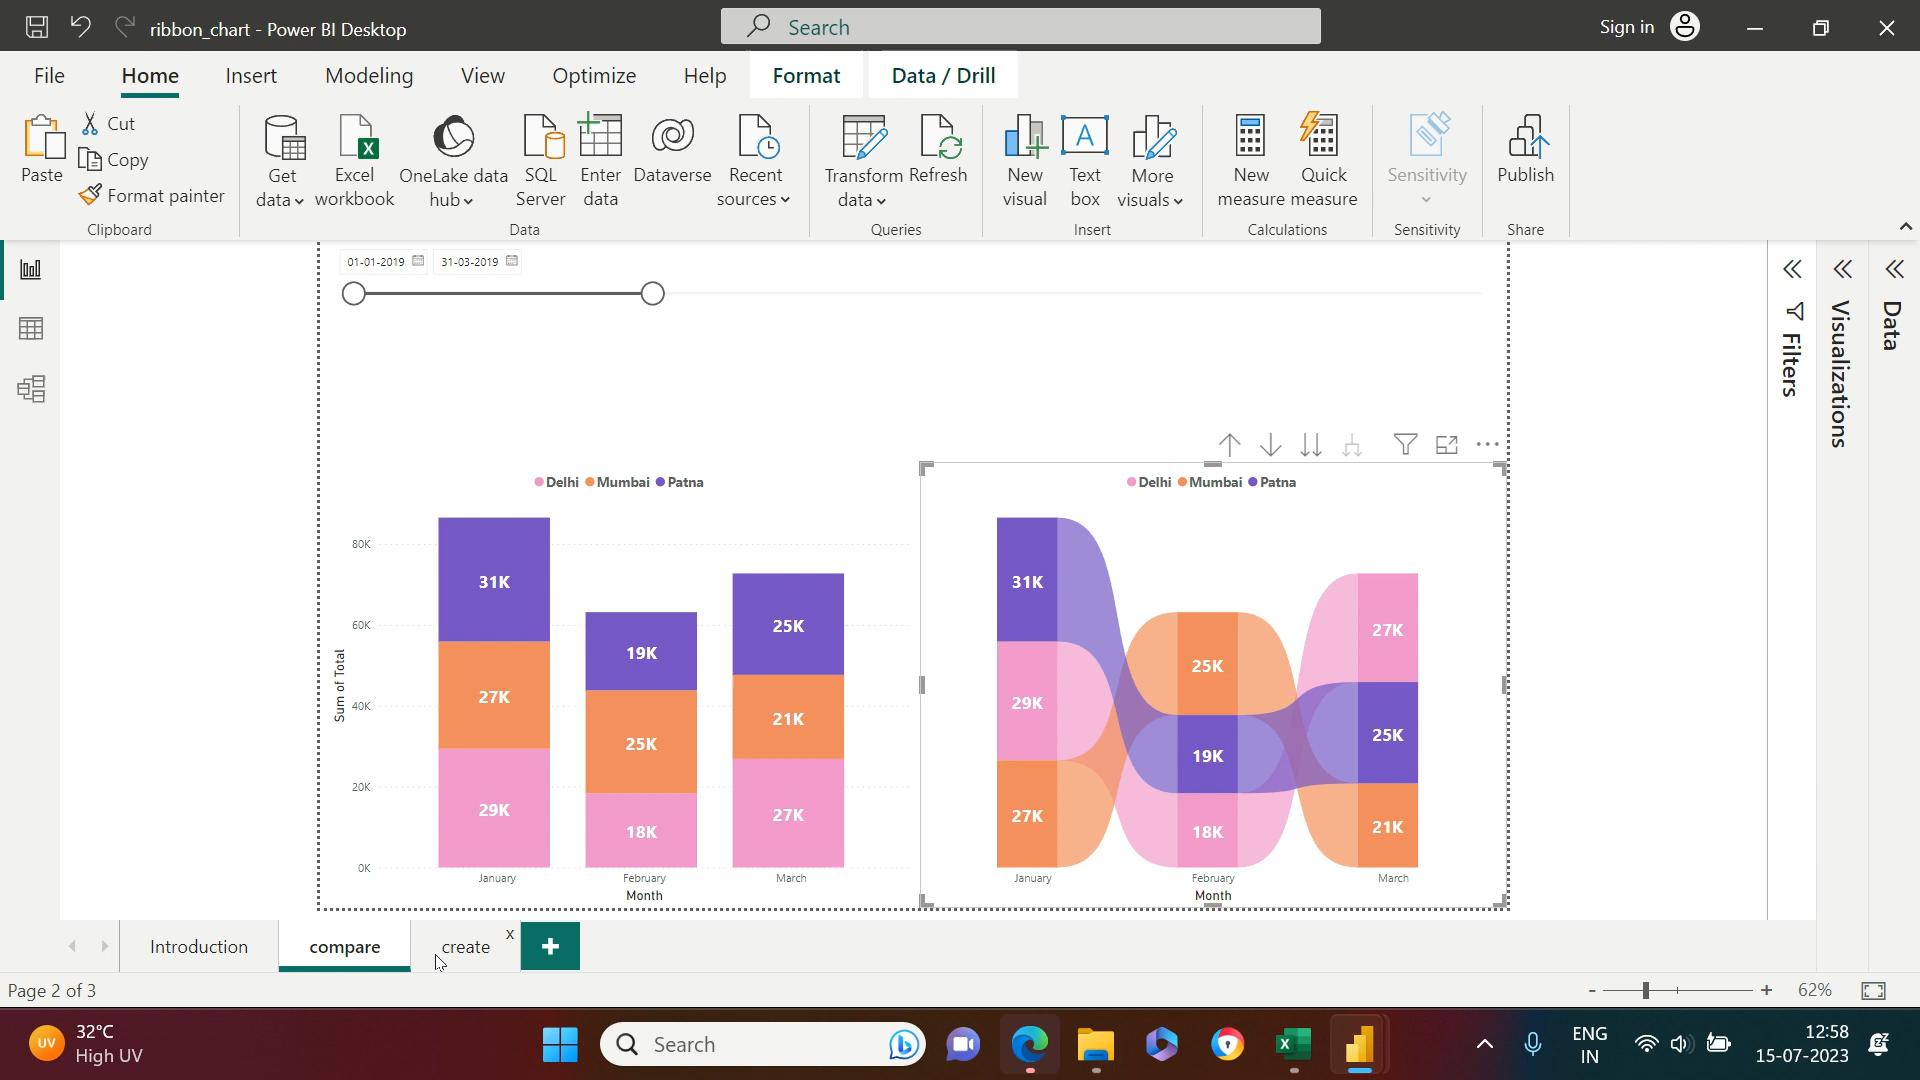 ribbon_chart - Power BI Desktop
Search
Sign in
File
Home
Insert
Modeling
View
Optimize
Help
Format
Data / Drill
Paste
Cut
Copy
Format painter
Get data
Excel workbook
OneLake data hub
SQL Server
Enter data
Dataverse
Recent sources
Transform data
Refresh
New visual
Text box
More visuals
New measure
Quick measure
Sensitivity
Publish
Clipboard
Data
Queries
Insert
Calculations
Sensitivity
Share
01-01-2019
31-03-2019
Filters
Visualizations
Data
Delhi Mumbai Patna
80K
60K
40K
20K
0K
Sum of Total
31K
27K
29K
19K
25K
18K
25K
21K
27K
January
February
March
Month
Delhi Mumbai Patna
31K
29K
27K
25K
19K
18K
27K
25K
21K
January
February
March
Month
Introduction
compare
create
x
+
Page 2 of 3
- + 62%
UV
32°C
High UV
Search
ENG
IN
12:58
15-07-2023